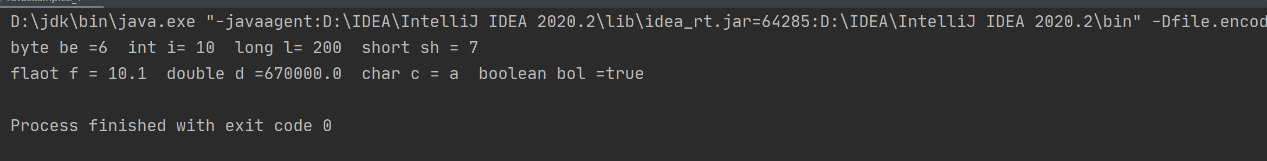 D:\jdk\bin\java.exe "-javaagent:D:\IDEA\IntelliJ IDEA 2020.2\lib\idea_rt.jar=64285:D:\IDEA\IntelliJ IDEA 2020.2\bin" -Dfile.encod
byte be =6  int i= 10  long l= 200  short sh = 7
flaot f = 10.1  double d =670000.0  char c = a  boolean bol =true
Process finished with exit code 0